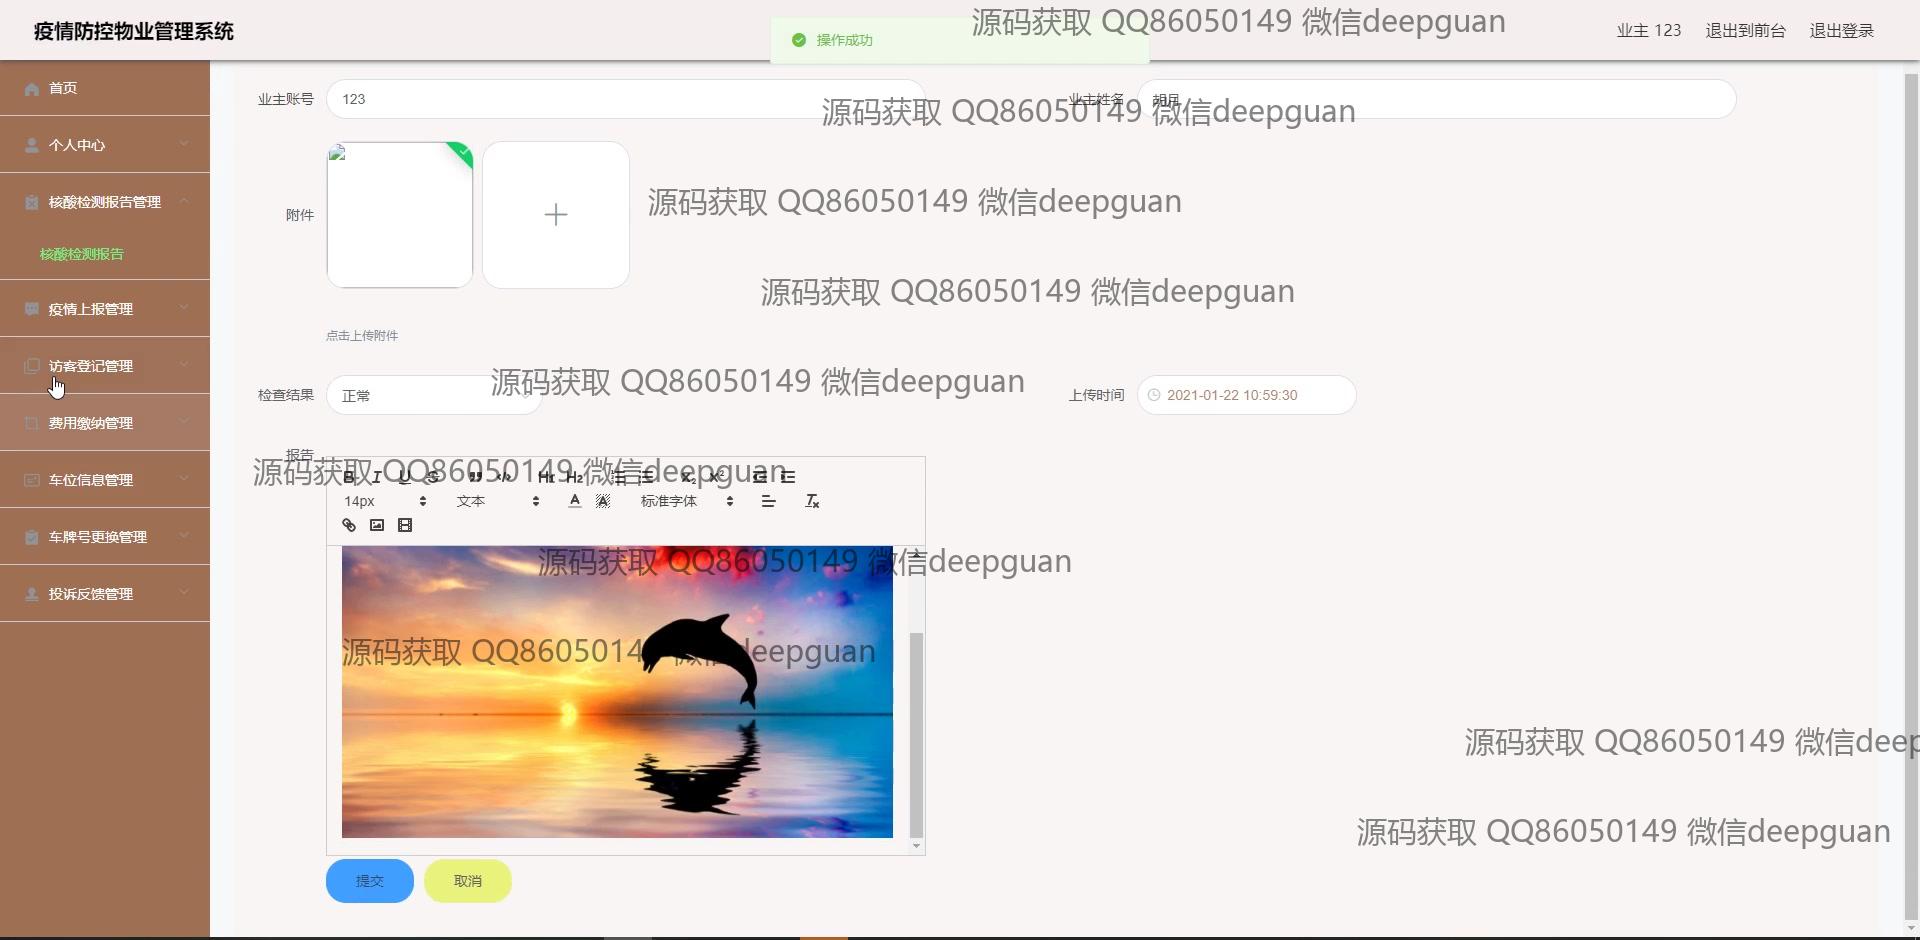 疫情防控物业管理系统
操作成功
源码获取 QQ86050149 微信deepguan
业主 123
退出到前台
退出登录
首页
个人中心
核酸检测报告管理
核酸检测报告
疫情上报管理
访客登记管理
费用缴纳管理
车位信息管理
车牌号更换管理
投诉反馈管理
业主账号
123
业主姓名
胡月
源码获取 QQ86050149 微信deepguan
附件
源码获取 QQ86050149 微信deepguan
源码获取 QQ86050149 微信deepguan
点击上传附件
检查结果
正常
源码获取 QQ86050149 微信deepguan
上传时间
2021-01-22 10:59:30
报告
源码获取 QQ86050149 微信deepguan
B I U S H1 H2 X₂ X²
14px
文本
A A
标准字体
源码获取 QQ86050149 微信deepguan
源码获取 QQ8605014 deepguan
源码获取 QQ86050149 微信deep
源码获取 QQ86050149 微信deepguan
提交
取消